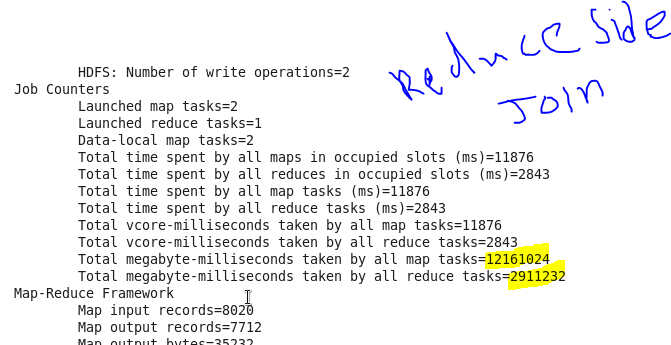 Reduce Side
Join
HDFS: Number of write operations=2
Job Counters
Launched map tasks=2
Launched reduce tasks=1
Data-local map tasks=2
Total time spent by all maps in occupied slots (ms)=11876
Total time spent by all reduces in occupied slots (ms)=2843
Total time spent by all map tasks (ms)=11876
Total time spent by all reduce tasks (ms)=2843
Total vcore-milliseconds taken by all map tasks=11876
Total vcore-milliseconds taken by all reduce tasks=2843
Total megabyte-milliseconds taken by all map tasks=12161024
Total megabyte-milliseconds taken by all reduce tasks=2911232
Map-Reduce Framework
Map input records=8020
Map output records=7712
Map output bytes=35232